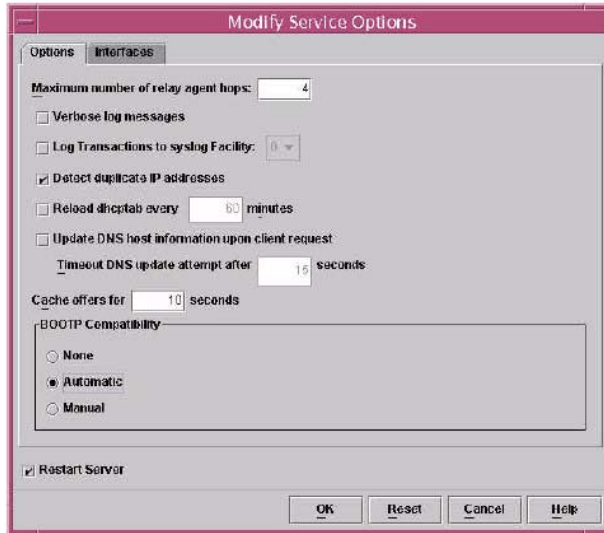 Modify Service Options
Options Interfaces
Maximum number of relay agent hops: 4
Verbose log messages
Log Transactions to syslog Facility: 0
Detect duplicate IP addresses
Reload dhcptab every 60 minutes
Update DNS host information upon client request
Timeout DNS update attempt after 15 seconds
Cache offers for 10 seconds
BOOTP Compatibility
None
Automatic
Manual
Restart Server
OK Reset Cancel Help